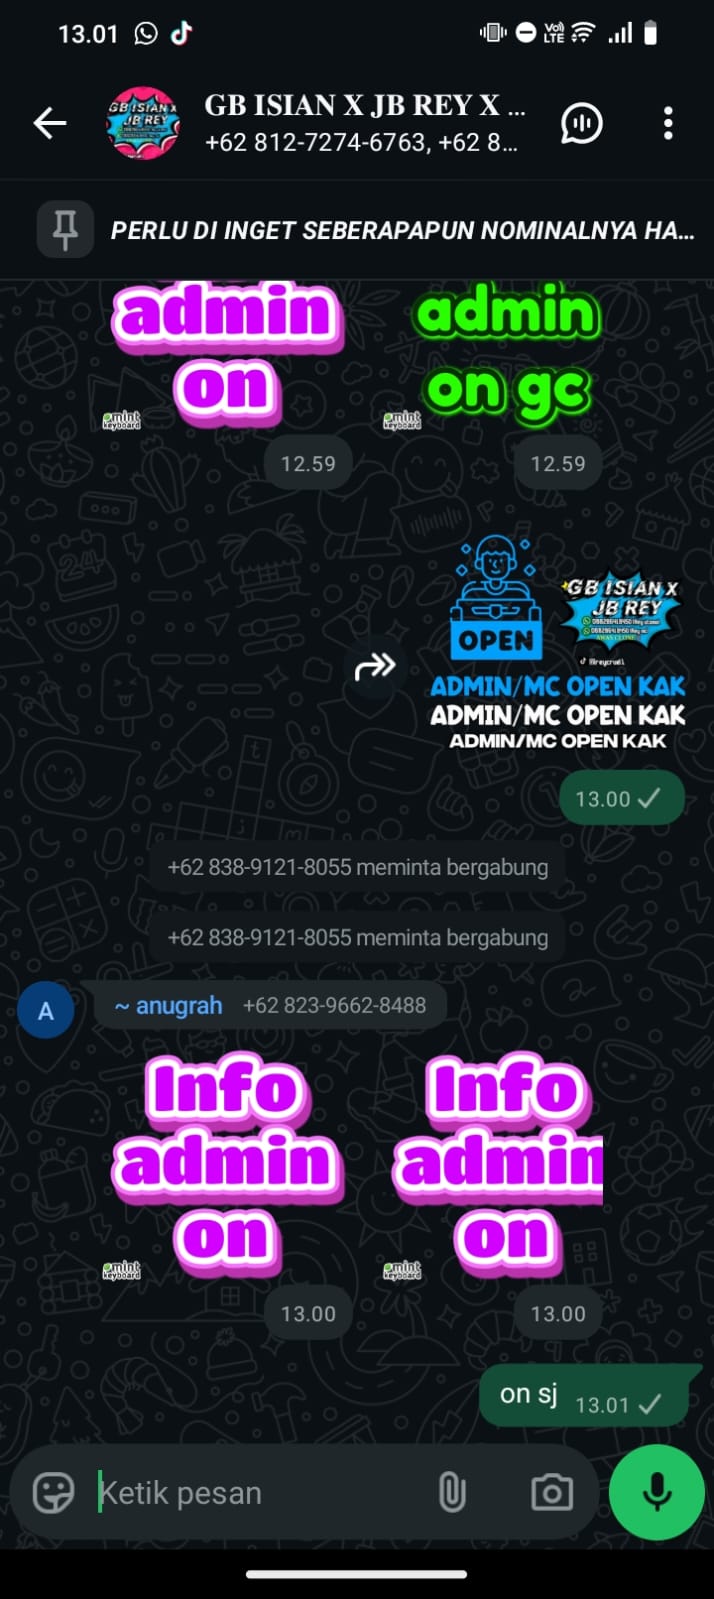 13.01
Vo)
LTE
GB ISIAN X JB REY X ...
+62 812-7274-6763, +62 8...
PERLU DI INGET SEBERAPAPUN NOMINALNYA HA...
admin
on
mint
keyboard
12.59
admin
on gc
mint
keyboard
12.59
OPEN
GB ISIAN X
JB REY
ADMIN/MC OPEN KAK
ADMIN/MC OPEN KAK
ADMIN/MC OPEN KAK
13.00
+62 838-9121-8055 meminta bergabung
+62 838-9121-8055 meminta bergabung
A
~ anugrah +62 823-9662-8488
Info
admin
on
mint
keyboard
13.00
Info
admin
on
mint
keyboard
13.00
on sj 13.01
Ketik pesan